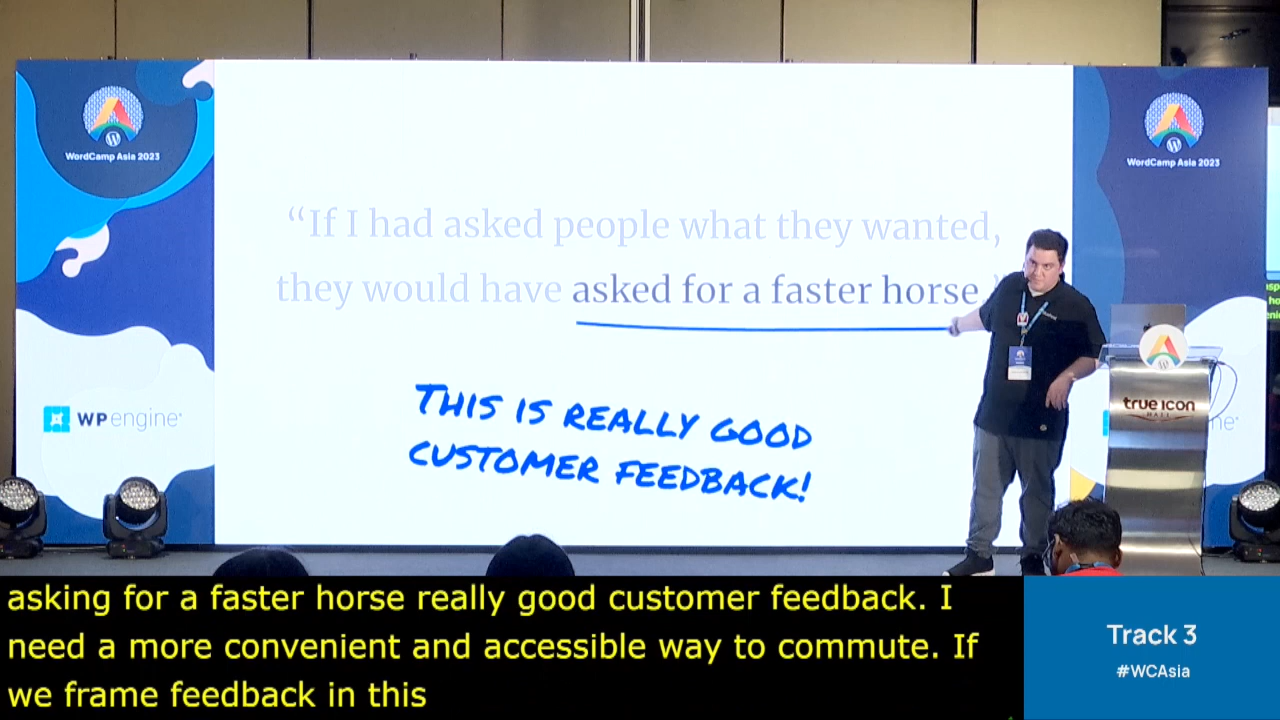 WordCamp Asia 2023
WordCamp Asia 2023
“If I had asked people what they wanted,
they would have asked for a faster horse.”
THIS IS REALLY GOOD
CUSTOMER FEEDBACK!
WP engine
true icon
HALL
asking for a faster horse really good customer feedback. I
need a more convenient and accessible way to commute. If
we frame feedback in this
Track 3
#WCAsia